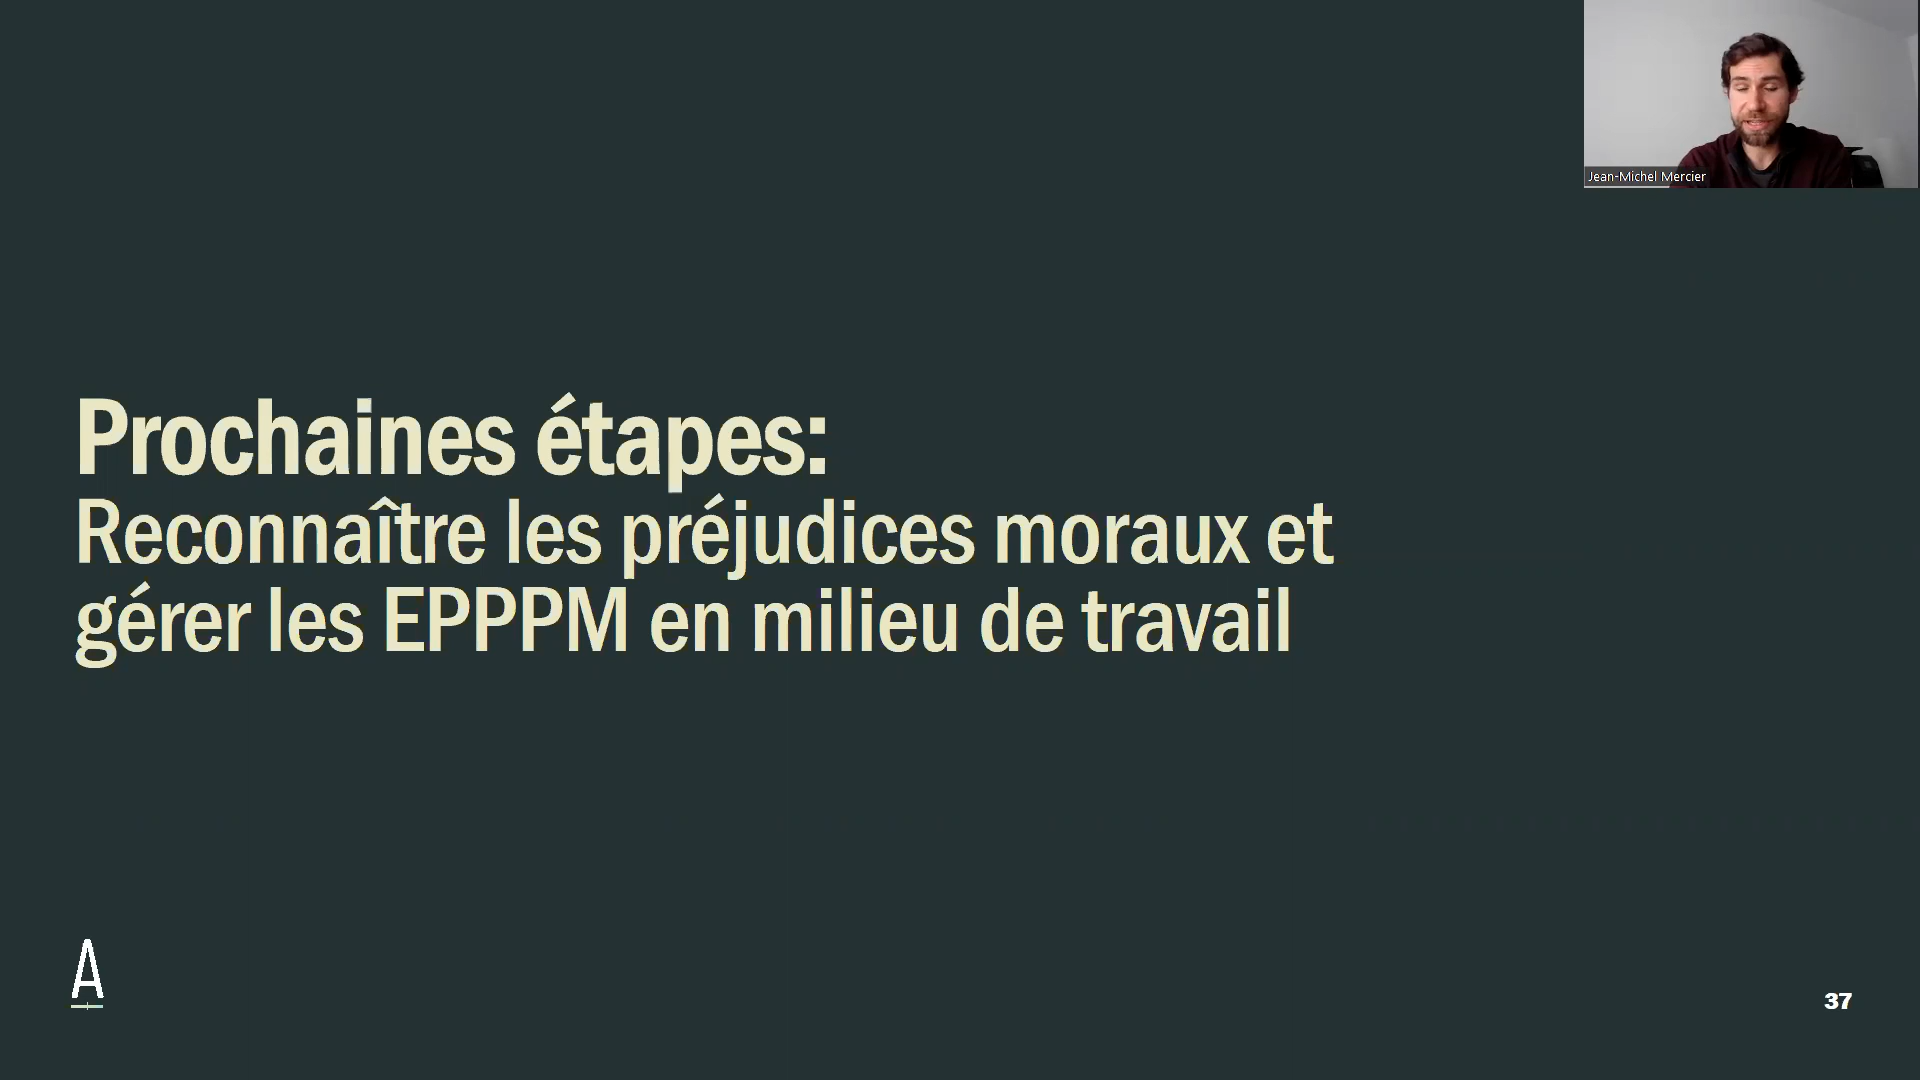 Jean-Michel Mercier
Prochaines étapes:
Reconnaître les préjudices moraux et
gérer les EPPPM en milieu de travail
A
37